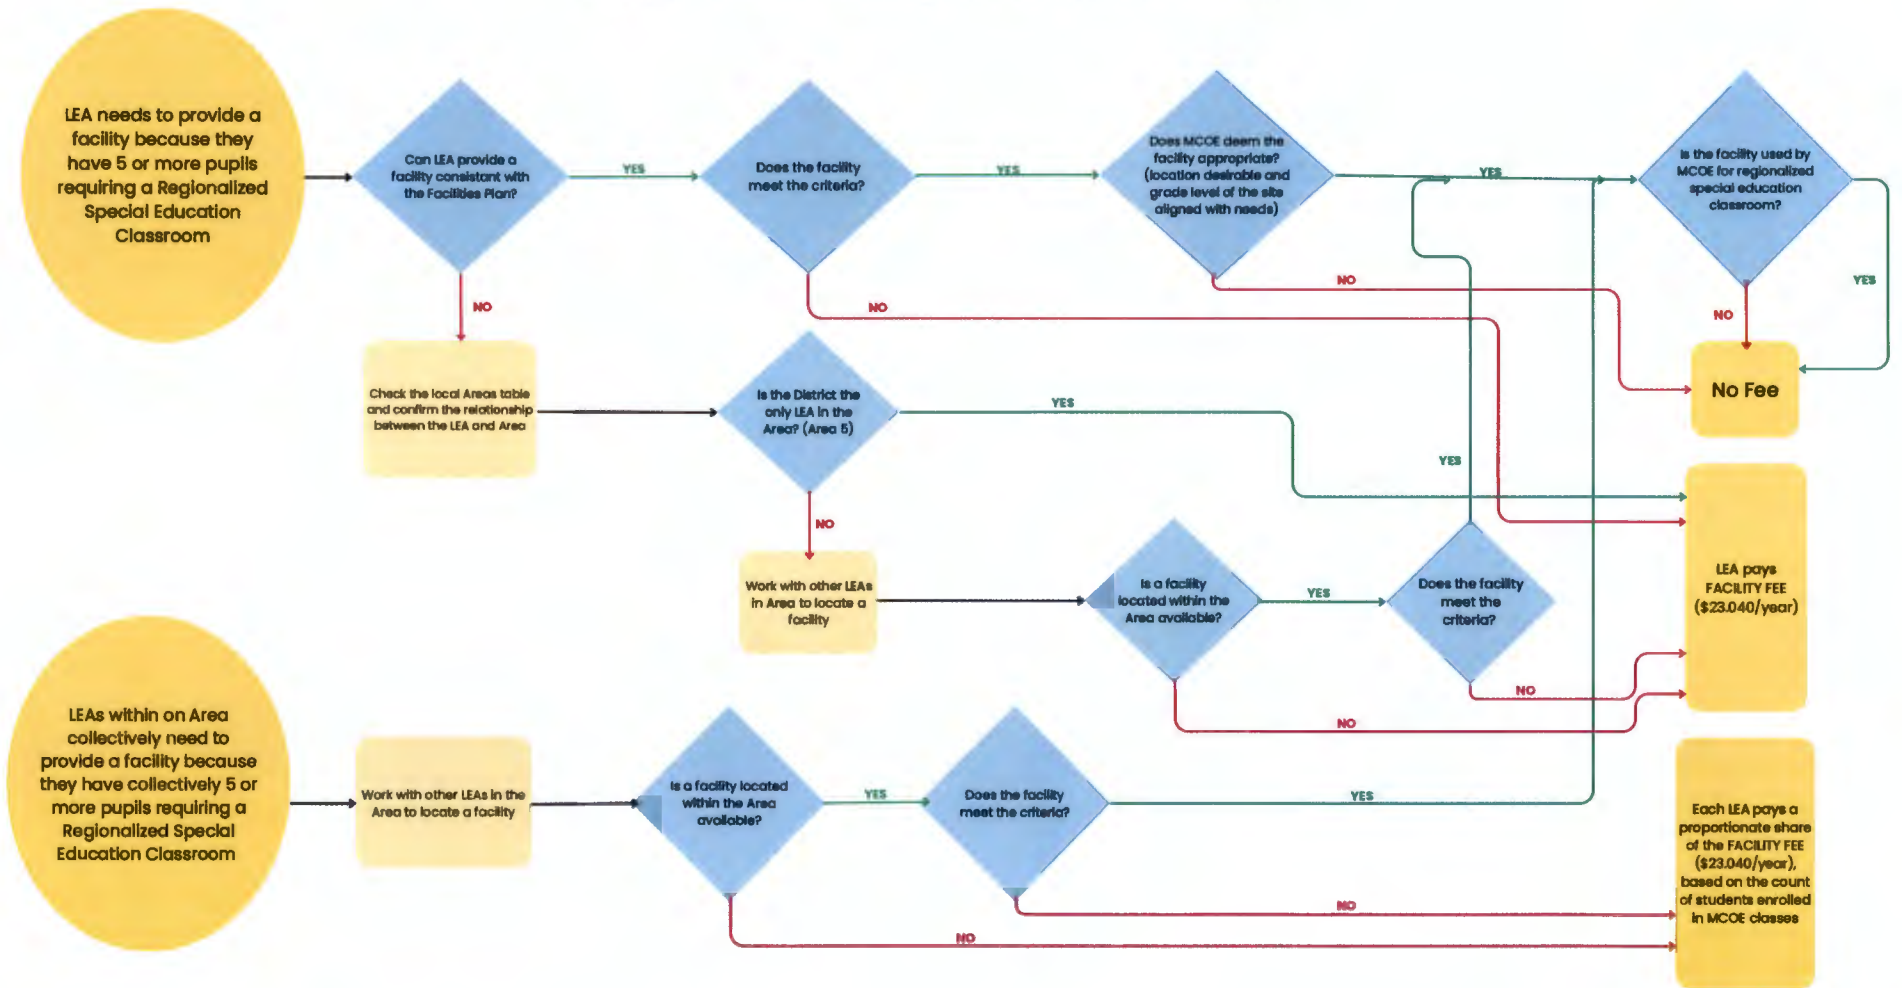 LEA needs to provide a
facility because they
have 5 or more pupils
requiring a Regionalized
Special Education
Classroom
Can LEA provide a
facility consistant with
the Facilities Plan?
YES
Does the facility
meet the criteria?
YES
Does MCOE deem the
facility appropriate?
(location desirable and
grade level of the site
aligned with needs)
YES
Is the facility used by
MCOE for regionalized
special education
classroom?
YES
NO
NO
NO
NO
No Fee
Check the local Areas table
and confirm the relationship
between the LEA and Area
Is the District the
only LEA in the
Area? (Area 5)
YES
NO
YES
Work with other LEAs
in Area to locate a
facility
Is a facility
located within the
Area available?
YES
Does the facility
meet the
criteria?
NO
NO
LEA pays
FACILITY FEE
($23.040/year)
LEAs within on Area
collectively need to
provide a facility because
they have collectively 5 or
more pupils requiring a
Regionalized Special
Education Classroom
Work with other LEAs in the
Area to locate a facility
Is a facility located
within the Area
available?
YES
Does the facility
meet the criteria?
YES
NO
NO
Each LEA pays a
proportionate share
of the FACILITY FEE
($23.040/year),
based on the count
of students enrolled
in MCOE classes